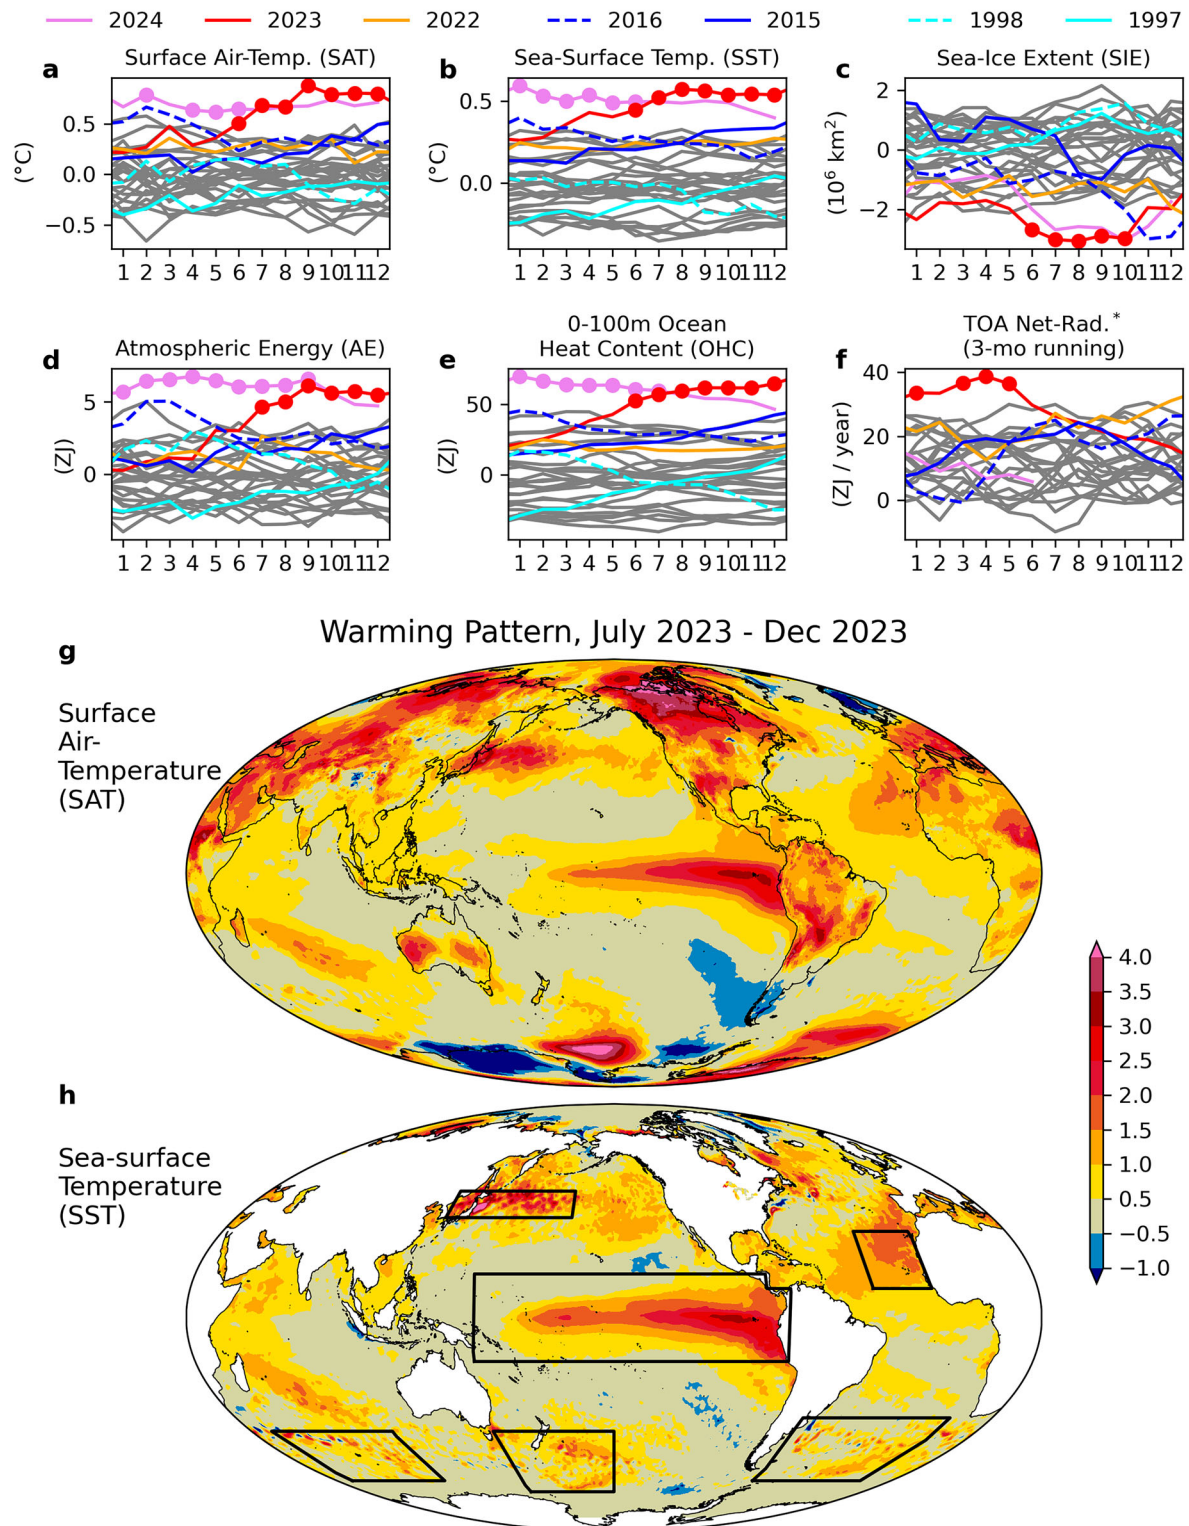 2024 2023 2022 2016 2015 1998 1997
a Surface Air-Temp. (SAT)
(°C)
0.5
0.0
−0.5
1 2 3 4 5 6 7 8 9 10 11 12
b Sea-Surface Temp. (SST)
(°C)
0.5
0.0
1 2 3 4 5 6 7 8 9 10 11 12
c Sea-Ice Extent (SIE)
(10⁶ km²)
2
0
−2
1 2 3 4 5 6 7 8 9 10 11 12
d Atmospheric Energy (AE)
(ZJ)
5
0
1 2 3 4 5 6 7 8 9 10 11 12
e
0-100m Ocean
Heat Content (OHC)
(ZJ)
50
0
1 2 3 4 5 6 7 8 9 10 11 12
f
TOA Net-Rad.*
(3-mo running)
(ZJ / year)
40
20
0
1 2 3 4 5 6 7 8 9 10 11 12
Warming Pattern, July 2023 - Dec 2023
g
Surface
Air-
Temperature
(SAT)
h
Sea-surface
Temperature
(SST)
4.0
3.5
3.0
2.5
2.0
1.5
1.0
0.5
−0.5
−1.0